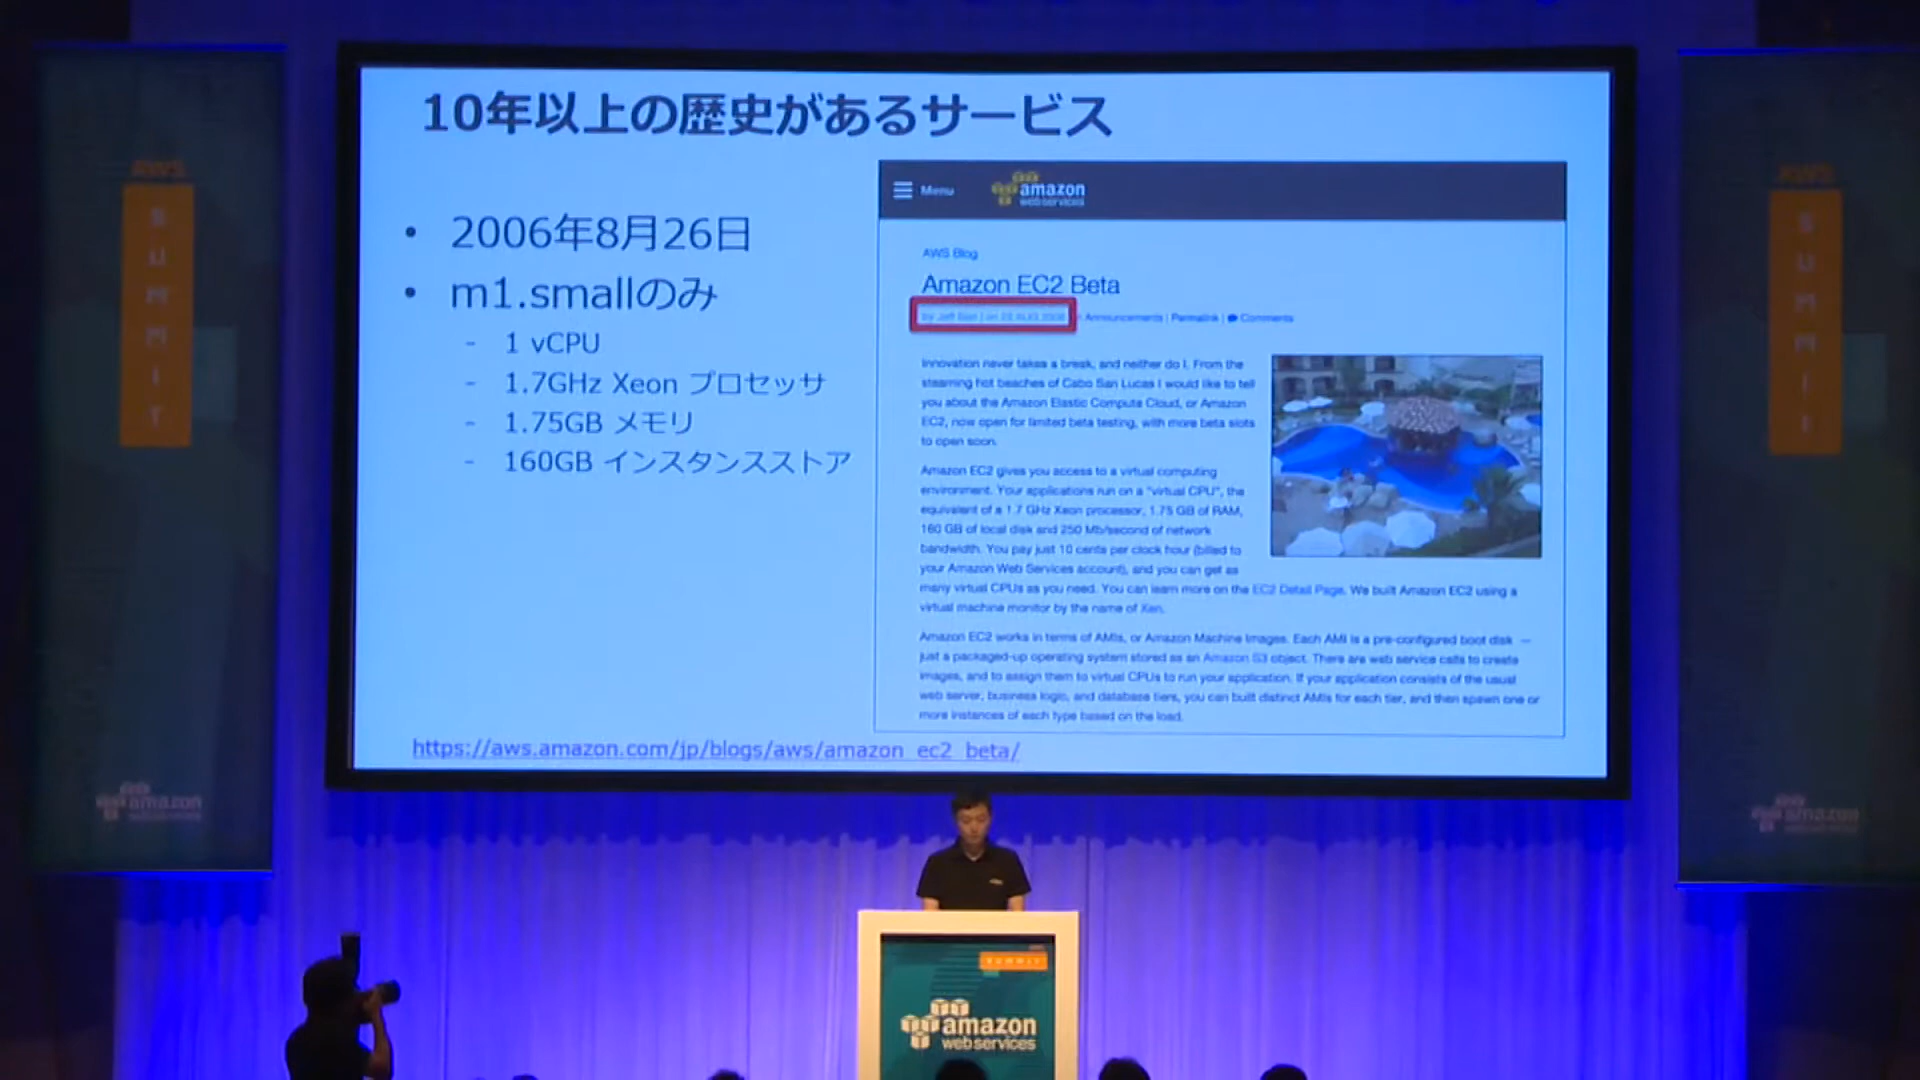 10年以上の歴史があるサービス
• 2006年8月26日
• m1.smallのみ
- 1 vCPU
- 1.7GHz Xeon プロセッサ
- 1.75GB メモリ
- 160GB インスタンスストア
https://aws.amazon.com/jp/blogs/aws/amazon_ec2_beta/
Menu
amazon
webservices
AWS Blog
Amazon EC2 Beta
by Jeff Barr | on
Announcements | Permalink | Comments
Innovation never takes a break, and neither do I. From the
steaming hot beaches of Cabo San Lucas I would like to tell
you about the Amazon Elastic Compute Cloud, or Amazon
EC2, now open for limited beta testing, with more beta slots
to open soon.
Amazon EC2 gives you access to a virtual computing
environment. Your applications run on a "virtual CPU", the
equivalent of a 1.7 GHz Xeon processor, 1.75 GB of RAM,
160 GB of local disk and 250 Mb/second of network
bandwidth. You pay just 10 cents per clock hour (billed to
your Amazon Web Services account), and you can get as
many virtual CPUs as you need. You can learn more on the EC2 Detail Page. We built Amazon EC2 using a
virtual machine monitor by the name of Xen.
Amazon EC2 works in terms of AMIs, or Amazon Machine Images. Each AMI is a pre-configured boot disk —
just a packaged-up operating system stored as an Amazon S3 object. There are web service calls to create
images, and to assign them to virtual CPUs to run your application. If your application consists of the usual
web server, business logic, and database tiers, you can built distinct AMIs for each tier, and then spawn one or
more instances of each type based on the load.
AWS
SUMMIT
amazon
webservices
AWS
SUMMIT
amazon
webservices
SUMMIT
amazon
webservices